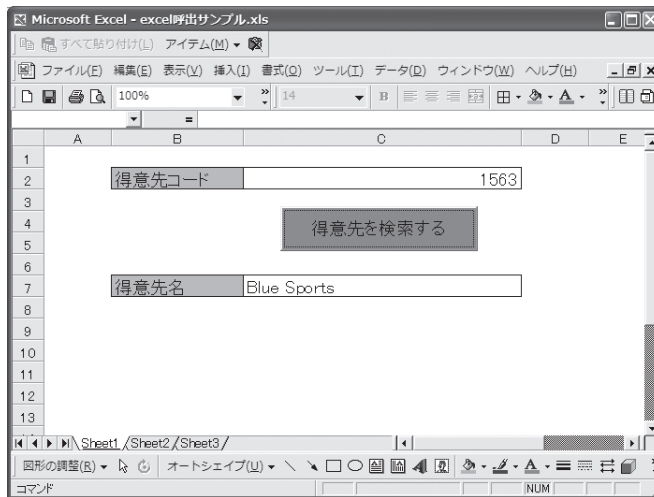 Microsoft Excel - excel呼出サンプル.xls
すべて貼り付け(L) アイテム(M)
ファイル(F) 編集(E) 表示(V) 挿入(I) 書式(O) ツール(T) データ(D) ウィンドウ(W) ヘルプ(H)
100% 14 B A
=
A B C D E
1
2 得意先コード 1563
3
4 得意先を検索する
5
6
7 得意先名 Blue Sports
8
9
10
11
12
13
Sheet1 Sheet2 Sheet3
図形の調整(R) オートシェイプ(U) A
コマンド NUM